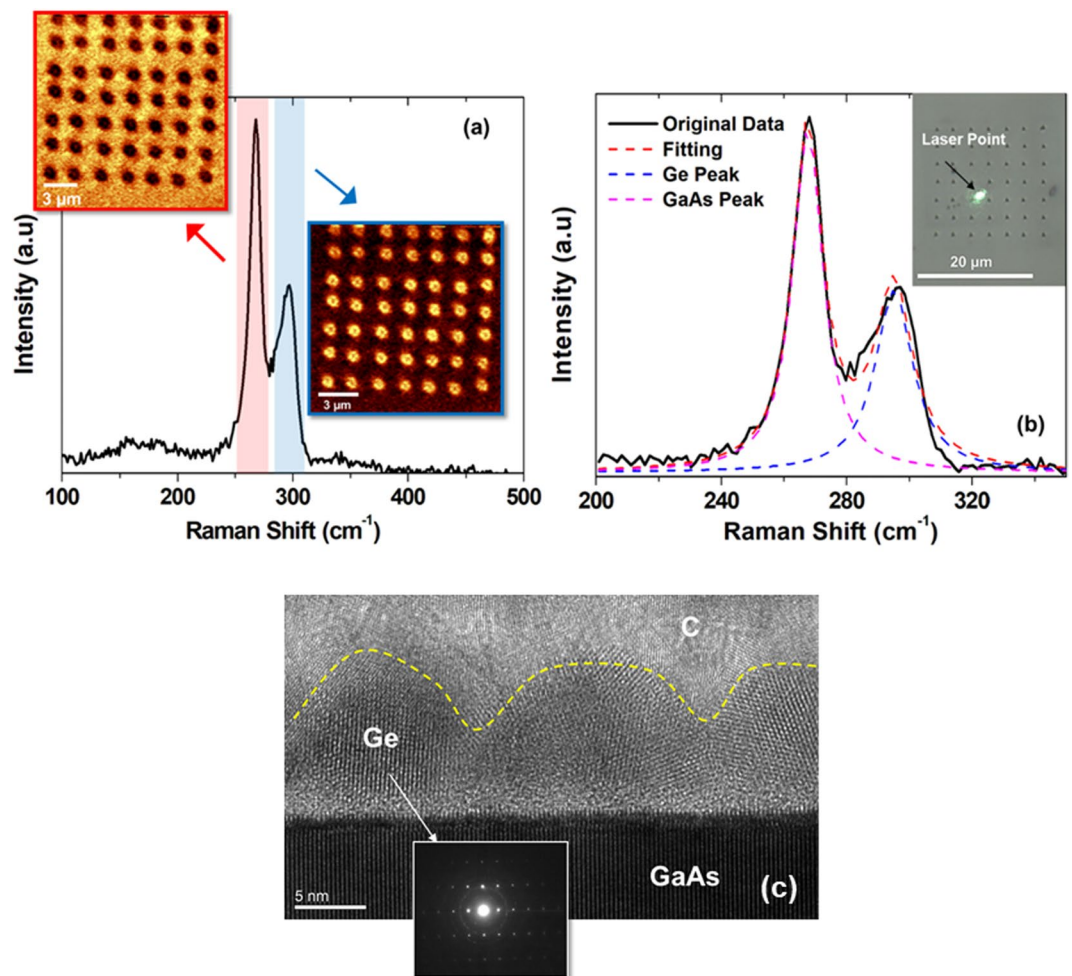 3 µm
(a)
3 µm
Intensity (a.u)
100 200 300 400 500
Raman Shift (cm-1)
Original Data
Fitting
Ge Peak
GaAs Peak
Laser Point
20 µm
(b)
Intensity (a.u)
200 240 280 320
Raman Shift (cm-1)
C
Ge
GaAs
(c)
5 nm